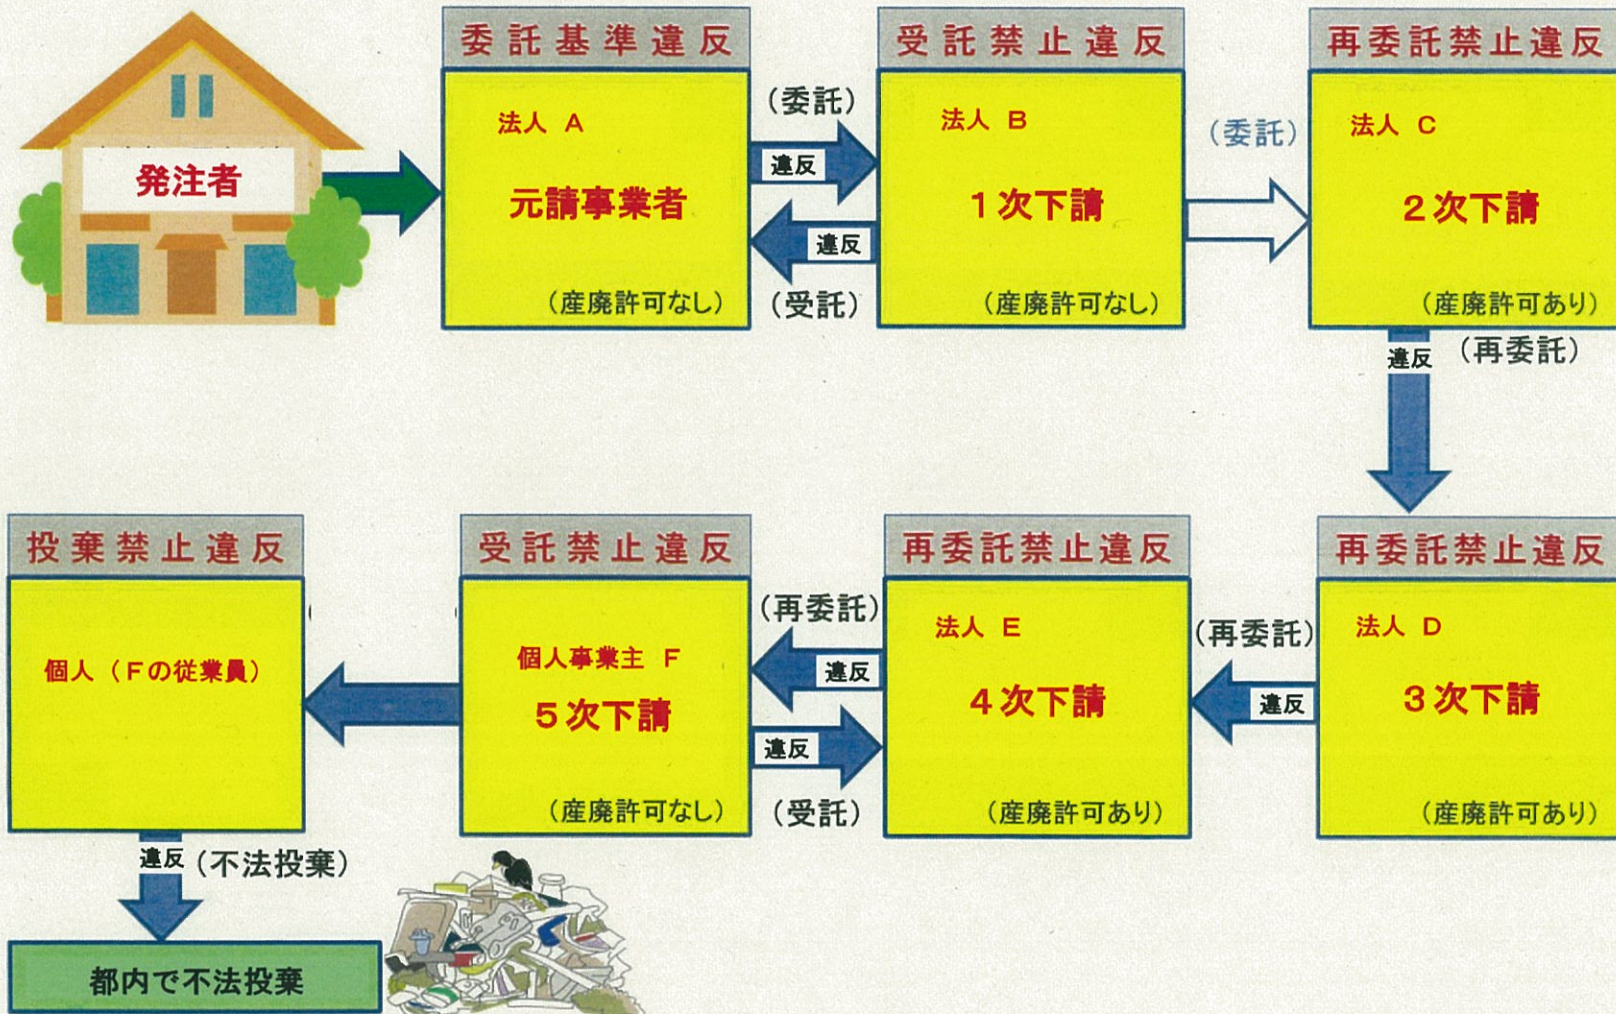 発注者
委託基準違反
法人 A
元請事業者
（産廃許可なし）
（委託）
違反
違反
（受託）
受託禁止違反
法人 B
1次下請
（産廃許可なし）
（委託）
再委託禁止違反
法人 C
2次下請
（産廃許可あり）
違反
（再委託）
再委託禁止違反
法人 D
3次下請
（産廃許可あり）
（再委託）
違反
再委託禁止違反
法人 E
4次下請
（産廃許可あり）
（再委託）
違反
違反
（受託）
受託禁止違反
個人事業主 F
5次下請
（産廃許可なし）
投棄禁止違反
個人（Fの従業員）
違反
（不法投棄）
都内で不法投棄